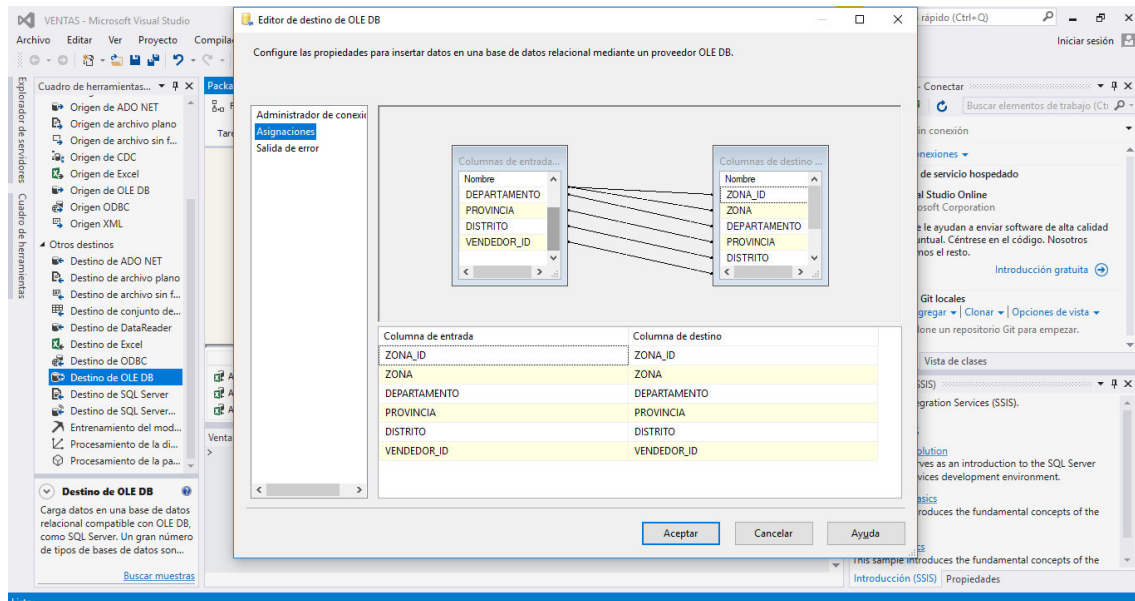 VENTAS - Microsoft Visual Studio
rápido (Ctrl+Q)
Archivo Editar Ver Proyecto Compila
Iniciar sesión
Explorador de servidores
Cuadro de herramientas
Cuadro de herramientas...
Origen de ADO NET
Origen de archivo plano
Origen de archivo sin f...
Origen de CDC
Origen de Excel
Origen de OLE DB
Origen ODBC
Origen XML
Otros destinos
Destino de ADO NET
Destino de archivo plano
Destino de archivo sin f...
Destino de conjunto de...
Destino de DataReader
Destino de Excel
Destino de ODBC
Destino de OLE DB
Destino de SQL Server
Destino de SQL Server...
Entrenamiento del mod...
Procesamiento de la di...
Procesamiento de la pa...
Destino de OLE DB
Carga datos en una base de datos
relacional compatible con OLE DB,
como SQL Server. Un gran número
de tipos de bases de datos son...
Buscar muestras
Packa
F
Tare
A
A
A
Venta
>
Editor de destino de OLE DB
Configure las propiedades para insertar datos en una base de datos relacional mediante un proveedor OLE DB.
Administrador de conexió
Asignaciones
Salida de error
Columnas de entrada...
Nombre
DEPARTAMENTO
PROVINCIA
DISTRITO
VENDEDOR_ID
Columnas de destino ...
Nombre
ZONA_ID
ZONA
DEPARTAMENTO
PROVINCIA
DISTRITO
Columna de entrada Columna de destino
ZONA_ID ZONA_ID
ZONA ZONA
DEPARTAMENTO DEPARTAMENTO
PROVINCIA PROVINCIA
DISTRITO DISTRITO
VENDEDOR_ID VENDEDOR_ID
Aceptar Cancelar Ayuda
- Conectar
Buscar elementos de trabajo (Ct
in conexión
nexiones
de servicio hospedado
al Studio Online
osoft Corporation
e le ayudan a enviar software de alta calidad
untual. Céntrese en el código. Nosotros
mos el resto.
Introducción gratuita
Git locales
gregar | Clonar | Opciones de vista
lone un repositorio Git para empezar.
Vista de clases
SSIS)
egration Services (SSIS).
olution
rves as an introduction to the SQL Server
vices development environment.
asics
roduces the fundamental concepts of the
cs
This sample introduces the fundamental concepts of the
Introducción (SSIS) Propiedades